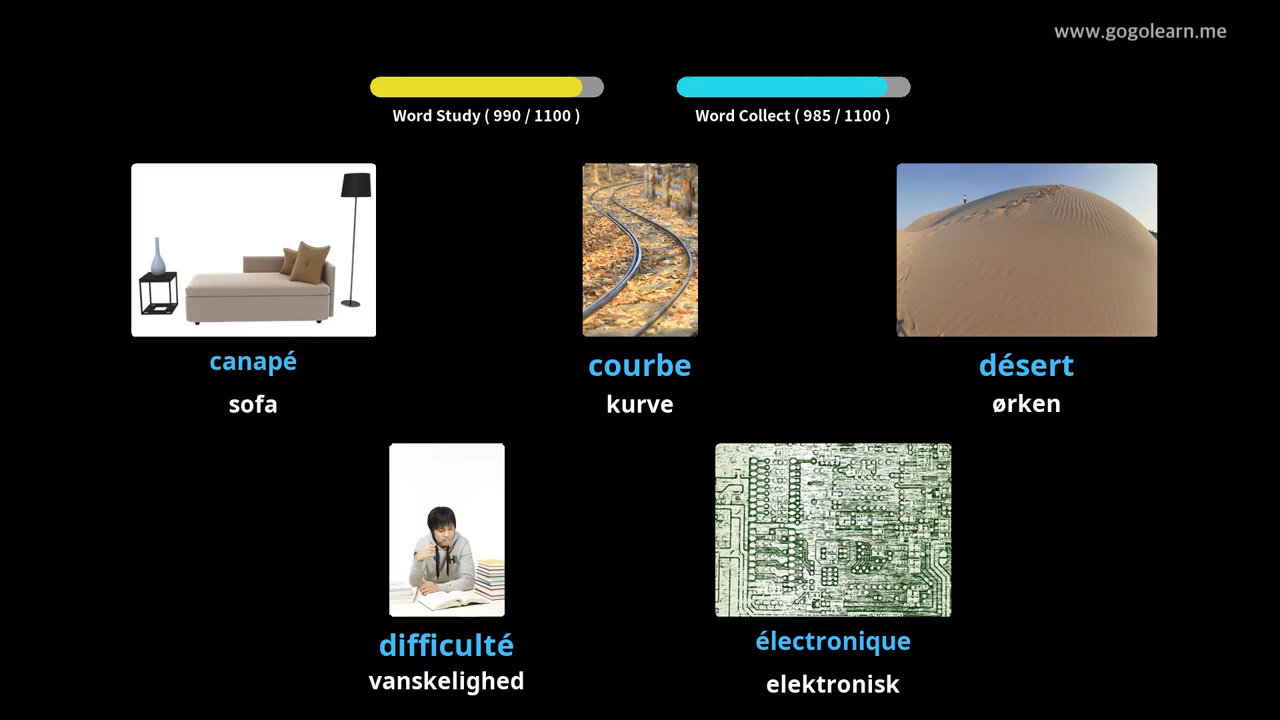 www.gogolearn.me
Word Study ( 990 / 1100 )
Word Collect ( 985 / 1100 )
canapé
sofa
courbe
kurve
désert
ørken
difficulté
vanskelighed
électronique
elektronisk